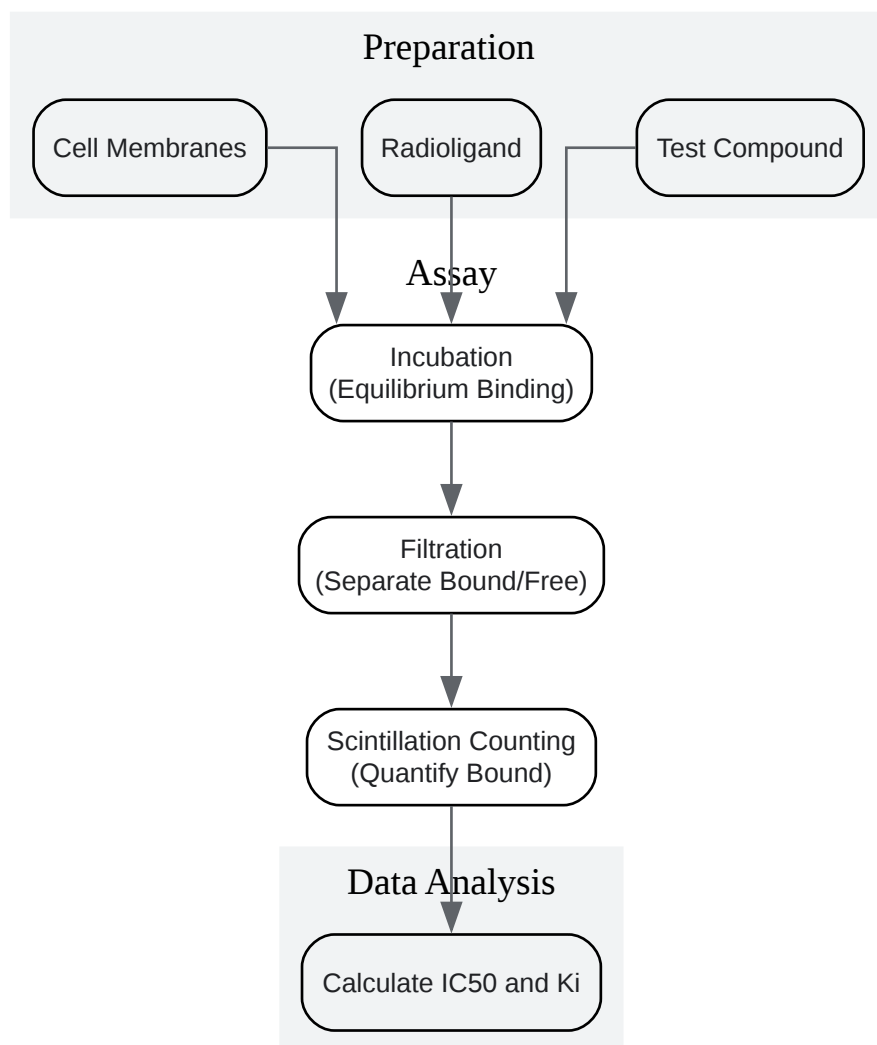 Preparation
Cell Membranes
Radioligand
Test Compound
Assay
Incubation
(Equilibrium Binding)
Filtration
(Separate Bound/Free)
Scintillation Counting
(Quantify Bound)
Data Analysis
Calculate IC50 and Ki